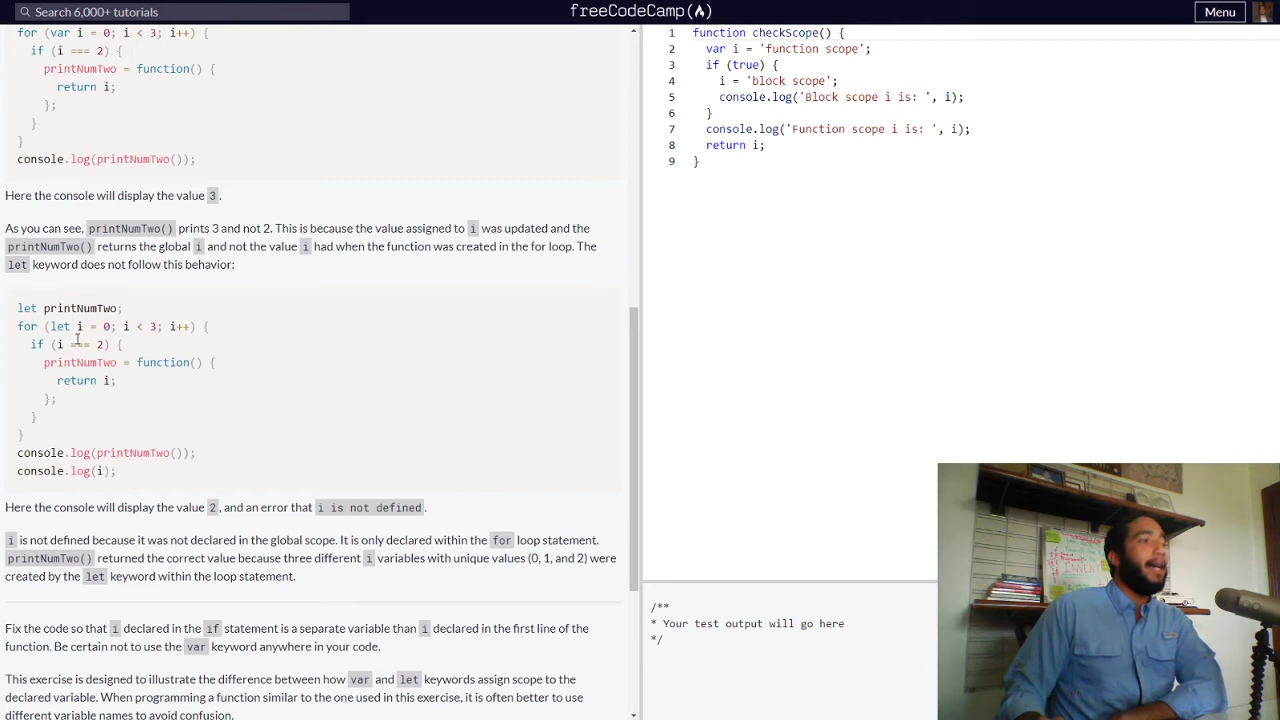 Search 6,000+ tutorials
freeCodeCamp
Menu
for (var i = 0; i < 3; i++) {
if (i === 2) {
printNumTwo = function() {
return i;
};
}
}
console.log(printNumTwo());
Here the console will display the value 3.
As you can see, printNumTwo() prints 3 and not 2. This is because the value assigned to i was updated and the
printNumTwo() returns the global i and not the value i had when the function was created in the for loop. The
let keyword does not follow this behavior:
let printNumTwo;
for (let i = 0; i < 3; i++) {
if (i === 2) {
printNumTwo = function() {
return i;
};
}
}
console.log(printNumTwo());
console.log(i);
Here the console will display the value 2, and an error that i is not defined.
i is not defined because it was not declared in the global scope. It is only declared within the for loop statement.
printNumTwo() returned the correct value because three different i variables with unique values (0, 1, and 2) were
created by the let keyword within the loop statement.
Fix the code so that i declared in the if statement is a separate variable than i declared in the first line of the
function. Be certain not to use the var keyword anywhere in your code.
This exercise is designed to illustrate the difference between how var and let keywords assign scope to the
declared variable. When programming a function similar to the one used in this exercise, it is often better to use
different variable names to avoid confusion.
1 function checkScope() {
2 var i = 'function scope';
3 if (true) {
4 i = 'block scope';
5 console.log('Block scope i is: ', i);
6 }
7 console.log('Function scope i is: ', i);
8 return i;
9 }
/**
* Your test output will go here
*/
INVENT